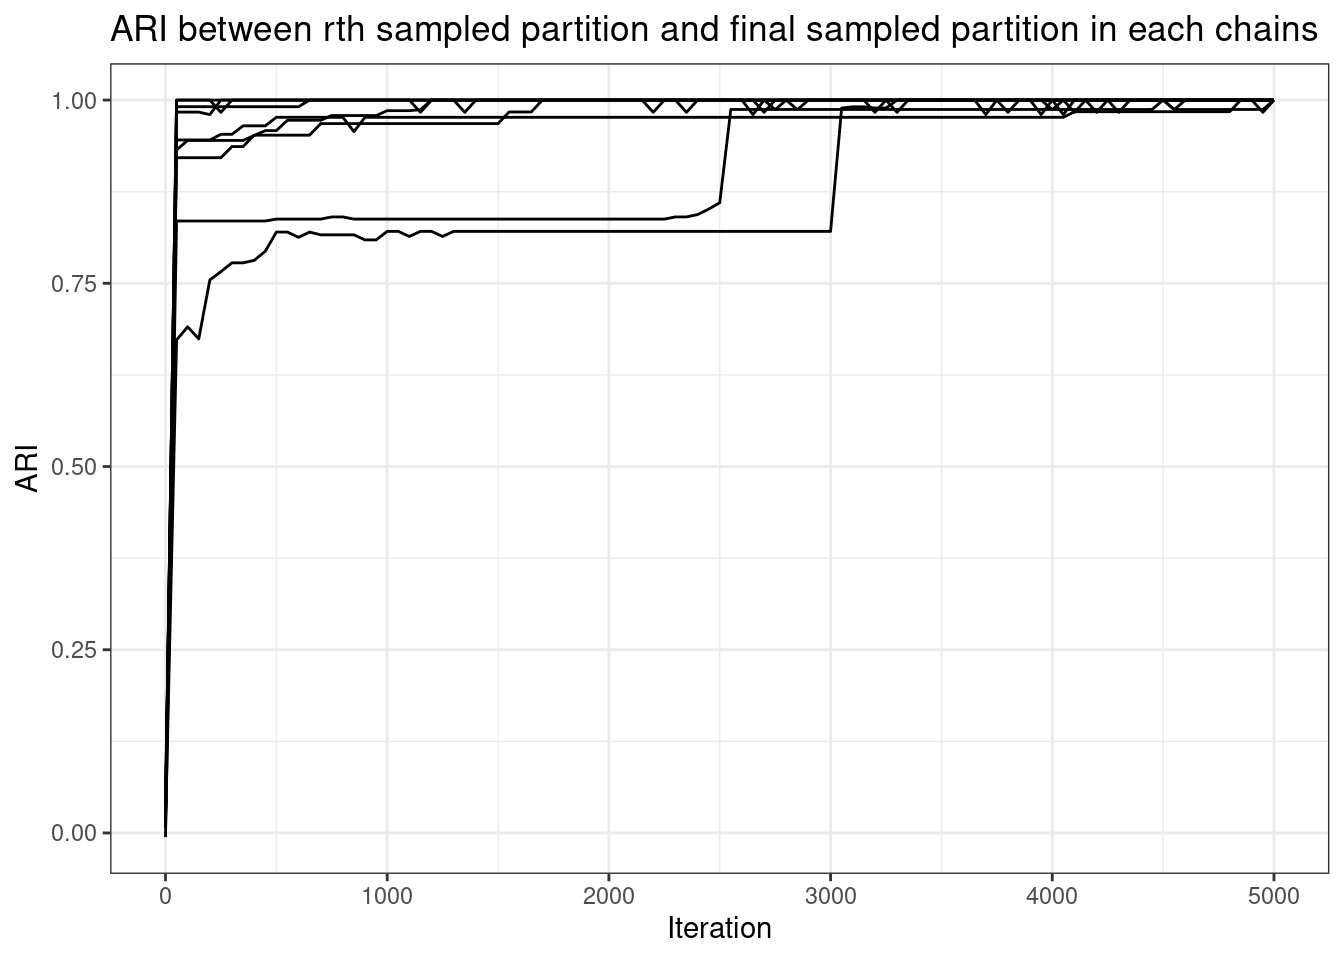 ARI between rth sampled partition and final sampled partition in each chains
1.00
0.75
0.50
0.25
0.00
ARI
0 1000 2000 3000 4000 5000
Iteration